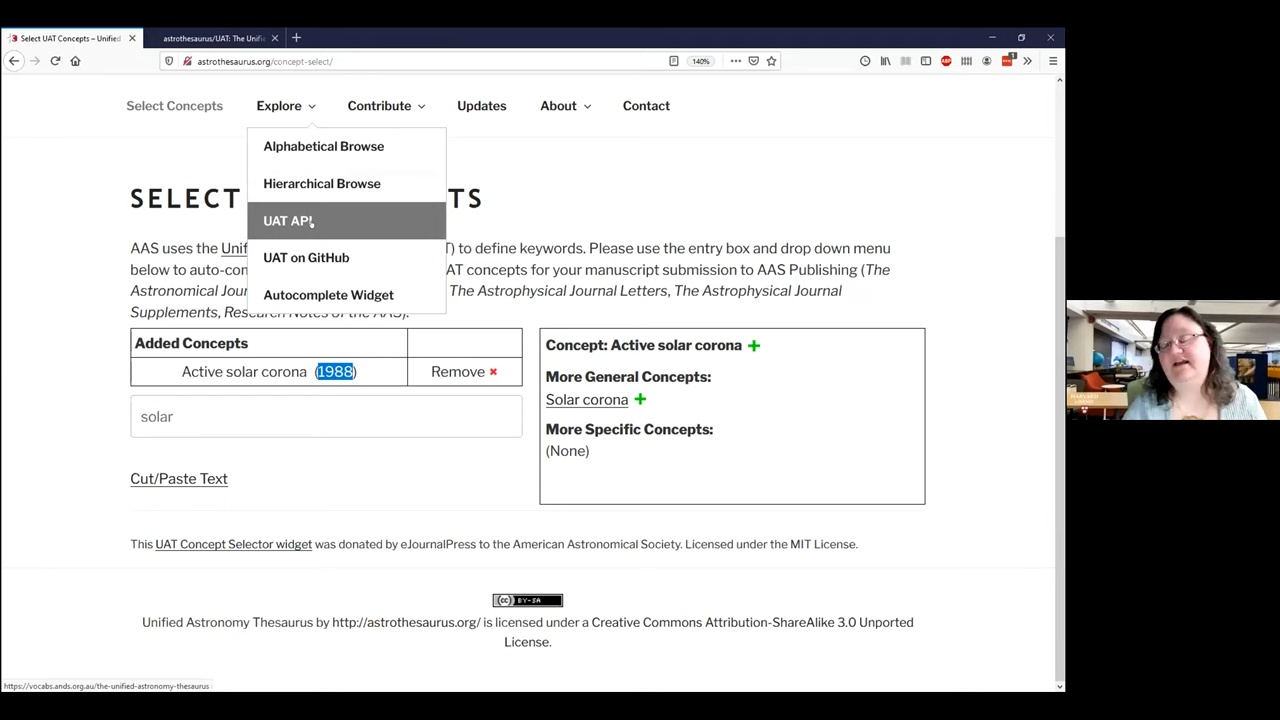 Select UAT Concepts – Unified
astrothesaurus/UAT: The Unifi
astrothesaurus.org/concept-select/
140%
Select Concepts
Explore
Contribute
Updates
About
Contact
Alphabetical Browse
Hierarchical Browse
UAT API
UAT on GitHub
Autocomplete Widget
SELECT TS
AAS uses the Unif T) to define keywords. Please use the entry box and drop down menu
below to auto-com AT concepts for your manuscript submission to AAS Publishing (The
Astronomical Jour The Astrophysical Journal Letters, The Astrophysical Journal
Supplements, Research Notes of the AAS).
Added Concepts
Active solar corona (1988)
Remove
solar
Cut/Paste Text
Concept: Active solar corona
More General Concepts:
Solar corona
More Specific Concepts:
(None)
This UAT Concept Selector widget was donated by eJournalPress to the American Astronomical Society. Licensed under the MIT License.
cc BY-SA
Unified Astronomy Thesaurus by http://astrothesaurus.org/ is licensed under a Creative Commons Attribution-ShareAlike 3.0 Unported
License.
https://vocabs.ands.org.au/the-unified-astronomy-thesaurus
HARVARD
LIBRARY